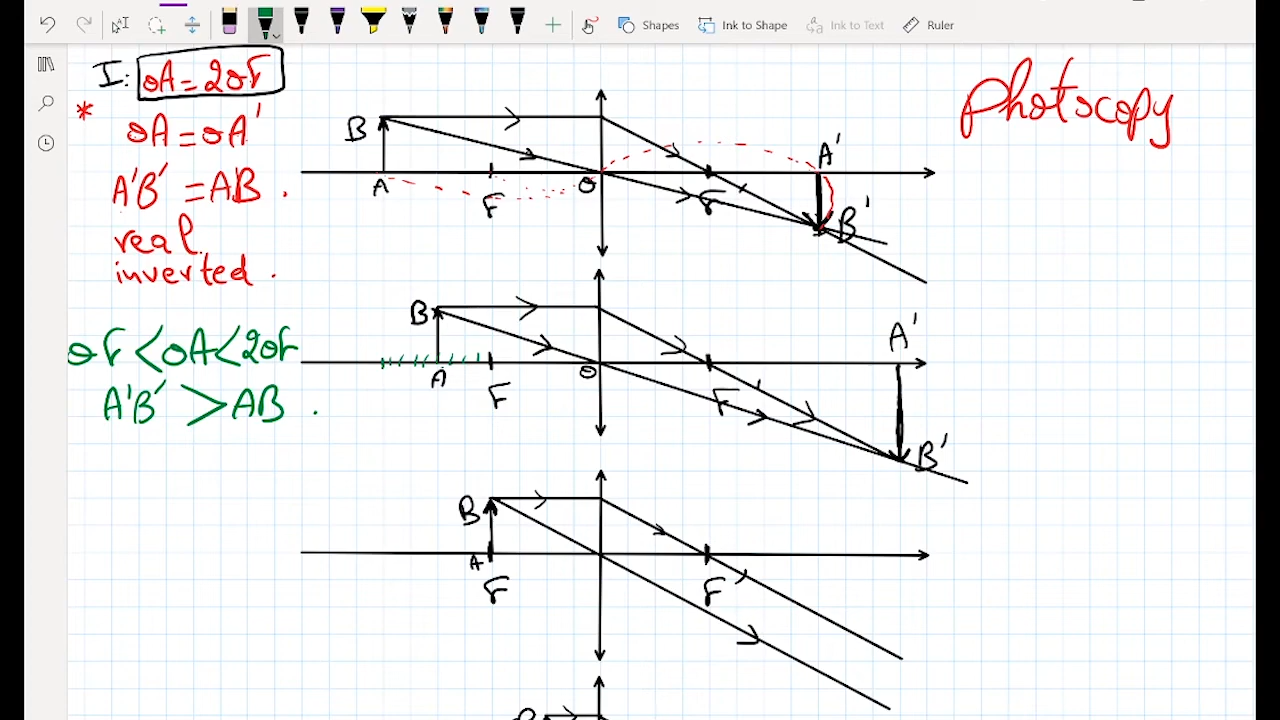 Shapes
Ink to Shape
Ink to Text
Ruler
I: OA=2OF
* OA=OA'
A'B'=AB.
real
inverted.
photocopy
B
A
F
O
F'
A'
B'
OF<OA<2OF
A'B'>AB.
B
A
F
O
F'
A'
B'
B
A
F
F'